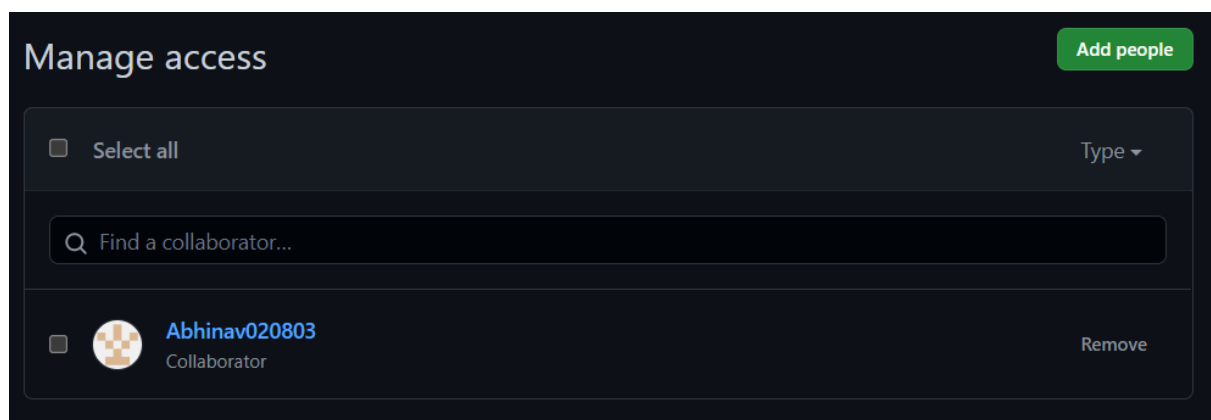 Manage access
Add people
Select all
Type
Find a collaborator...
Abhinav020803
Collaborator
Remove